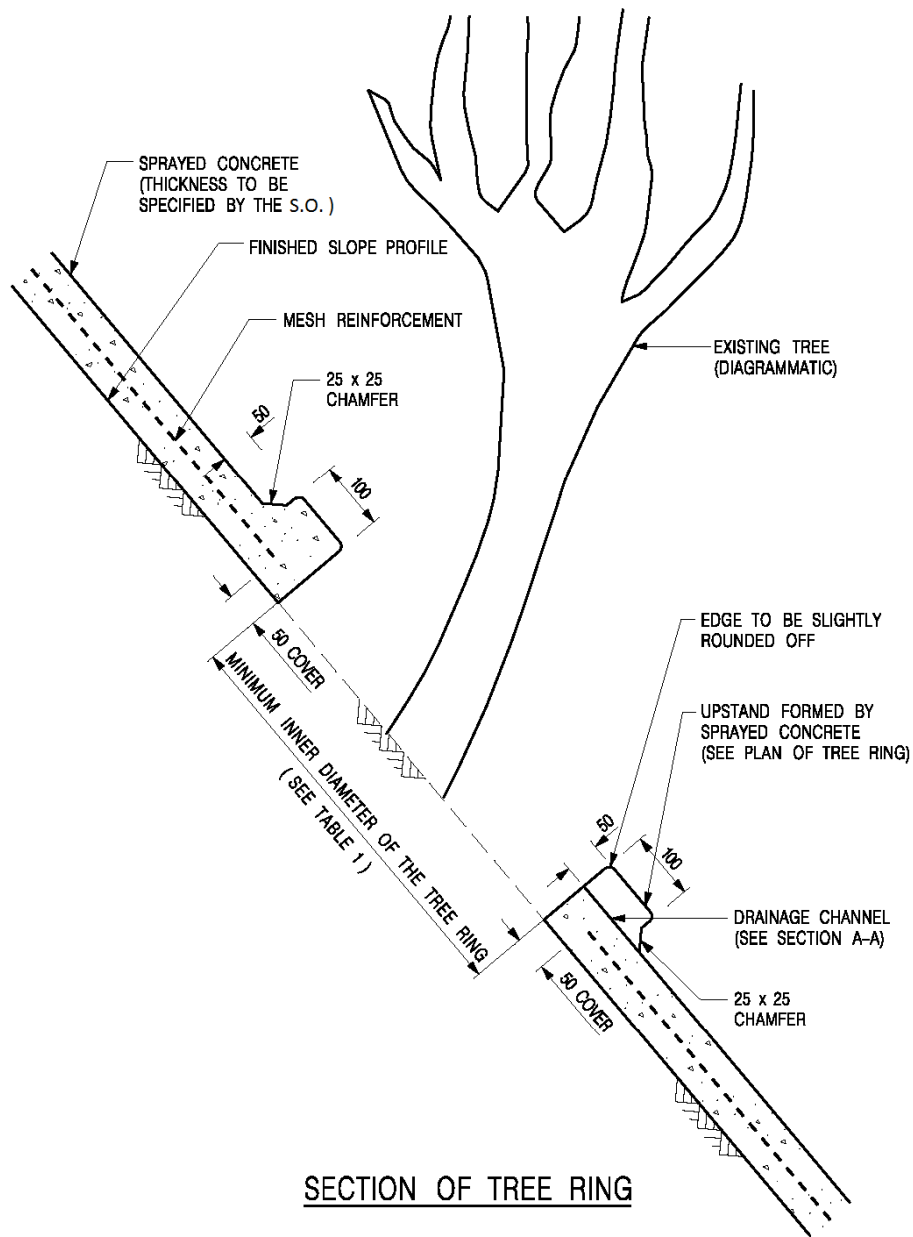 SPRAYED CONCRETE
(THICKNESS TO BE
SPECIFIED BY THE S.O.)
FINISHED SLOPE PROFILE
MESH REINFORCEMENT
25 x 25
CHAMFER
50
100
EXISTING TREE
(DIAGRAMMATIC)
50 COVER
MINIMUM INNER DIAMETER OF THE TREE RING
(SEE TABLE 1)
EDGE TO BE SLIGHTLY
ROUNDED OFF
UPSTAND FORMED BY
SPRAYED CONCRETE
(SEE PLAN OF TREE RING)
50
100
DRAINAGE CHANNEL
(SEE SECTION A-A)
50 COVER
25 x 25
CHAMFER
SECTION OF TREE RING